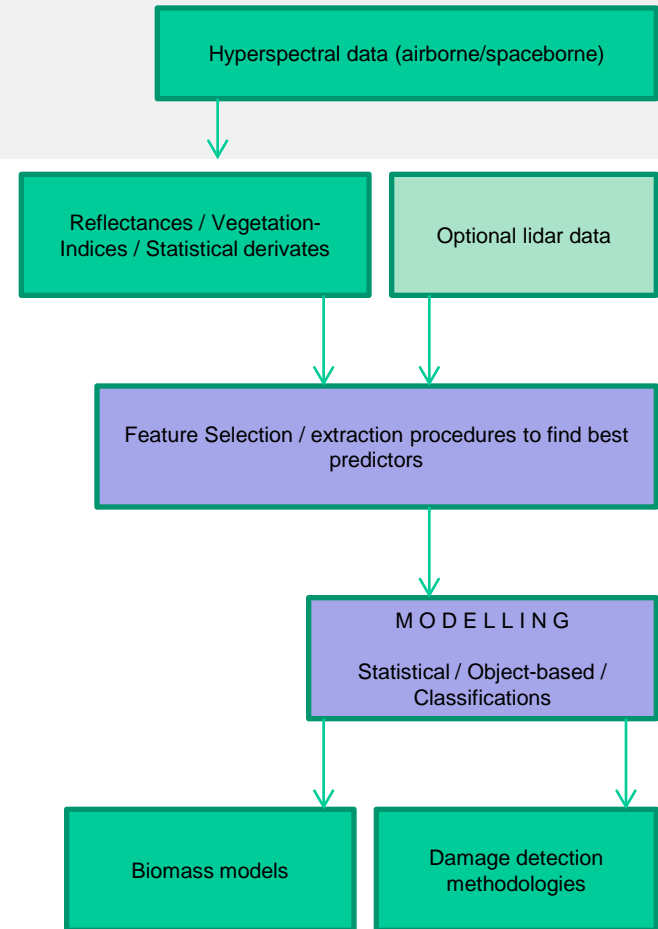 Hyperspectral data (airborne/spaceborne)
Reflectances / Vegetation-
Indices / Statistical derivates
Optional lidar data
Feature Selection / extraction procedures to find best
predictors
M O D E L L I N G
Statistical / Object-based /
Classifications
Biomass models
Damage detection
methodologies